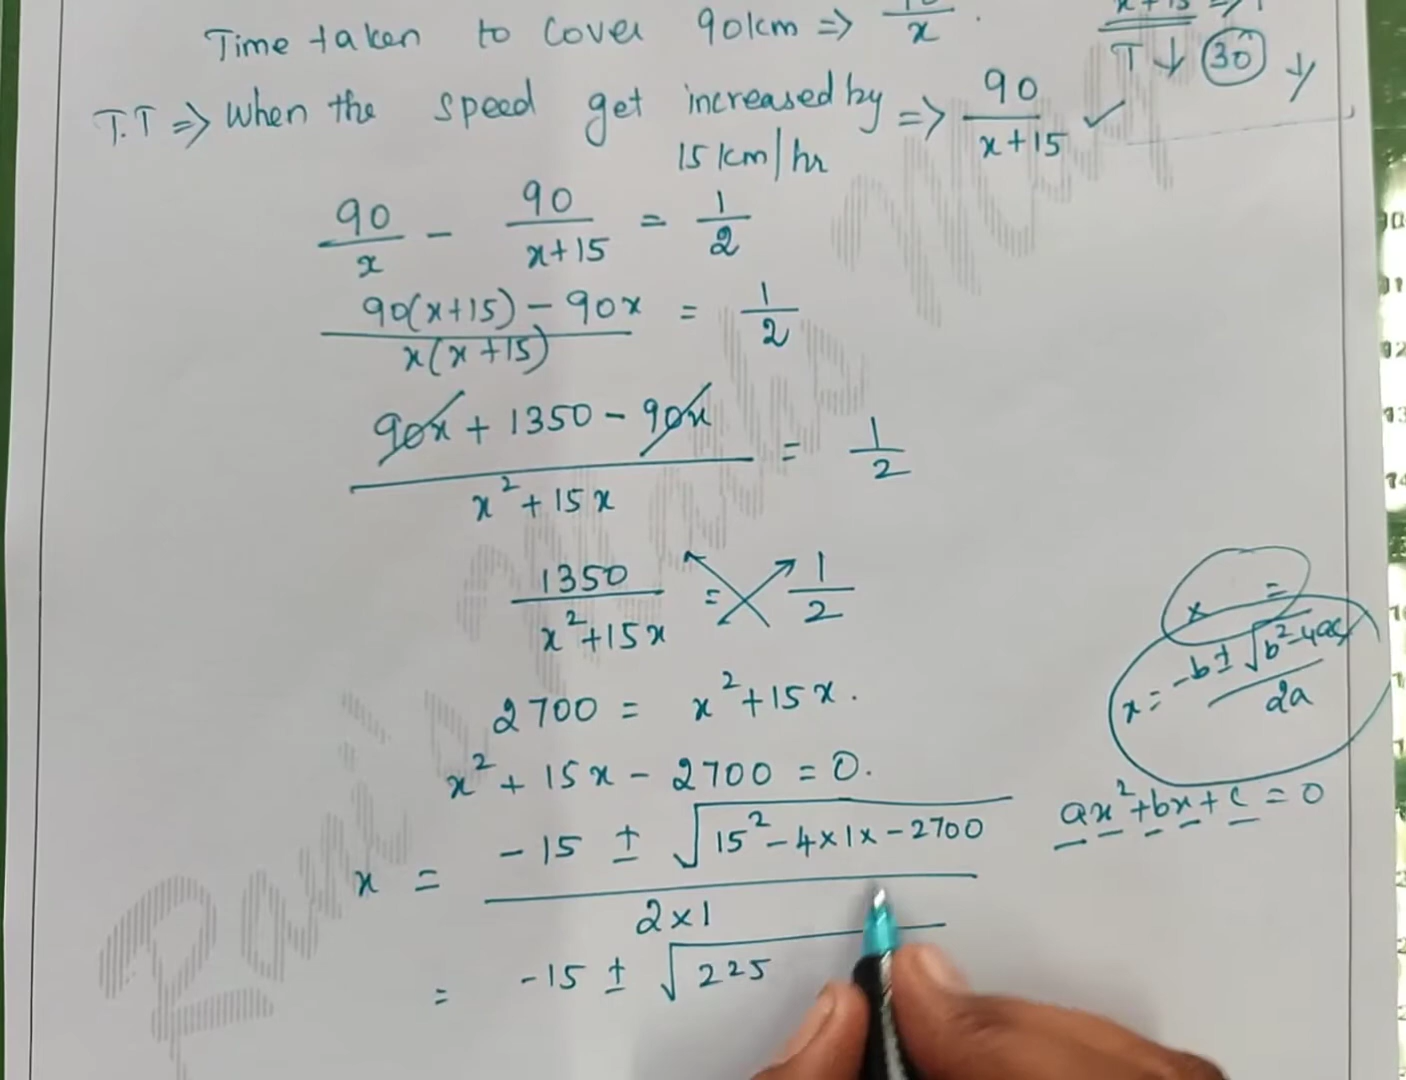 Time taken to cover 90km => 90/x.
x+15 =>
T ↓ 30 ↓
T.T => When the speed get increased by 15 km/hr => 90/(x+15) ✓
90/x - 90/(x+15) = 1/2
(90(x+15) - 90x)/(x(x+15)) = 1/2
(90x + 1350 - 90x)/(x² + 15x) = 1/2
1350/(x²+15x) = 1/2
2700 = x² + 15x.
x² + 15x - 2700 = 0.
x =
x = (-b ± √(b²-4ac))/2a
ax² + bx + c = 0
x = (-15 ± √(15² - 4×1×-2700))/(2×1)
= -15 ± √225